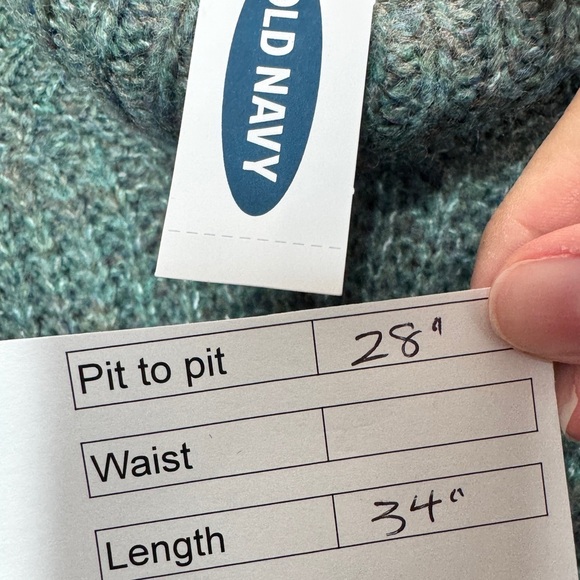 OLD NAVY
Pit to pit 28"
Waist
Length 34"